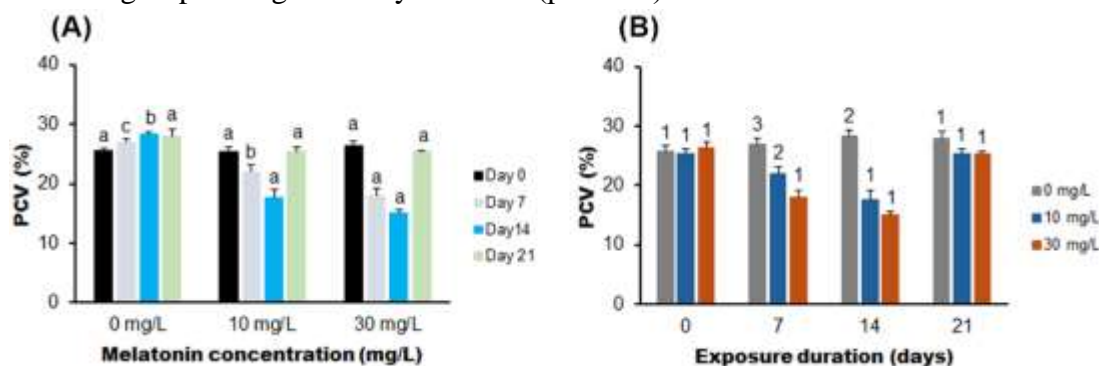 (A)
40
30
20
10
0
PCV (%)
a c b a
a b a a
a a a a
0 mg/L 10 mg/L 30 mg/L
Melatonin concentration (mg/L)
Day 0
Day 7
Day14
Day 21
(B)
40
30
20
10
0
PCV (%)
1 1 1
3 2 1
2 1 1
1 1 1
0 7 14 21
Exposure duration (days)
0 mg/L
10 mg/L
30 mg/L